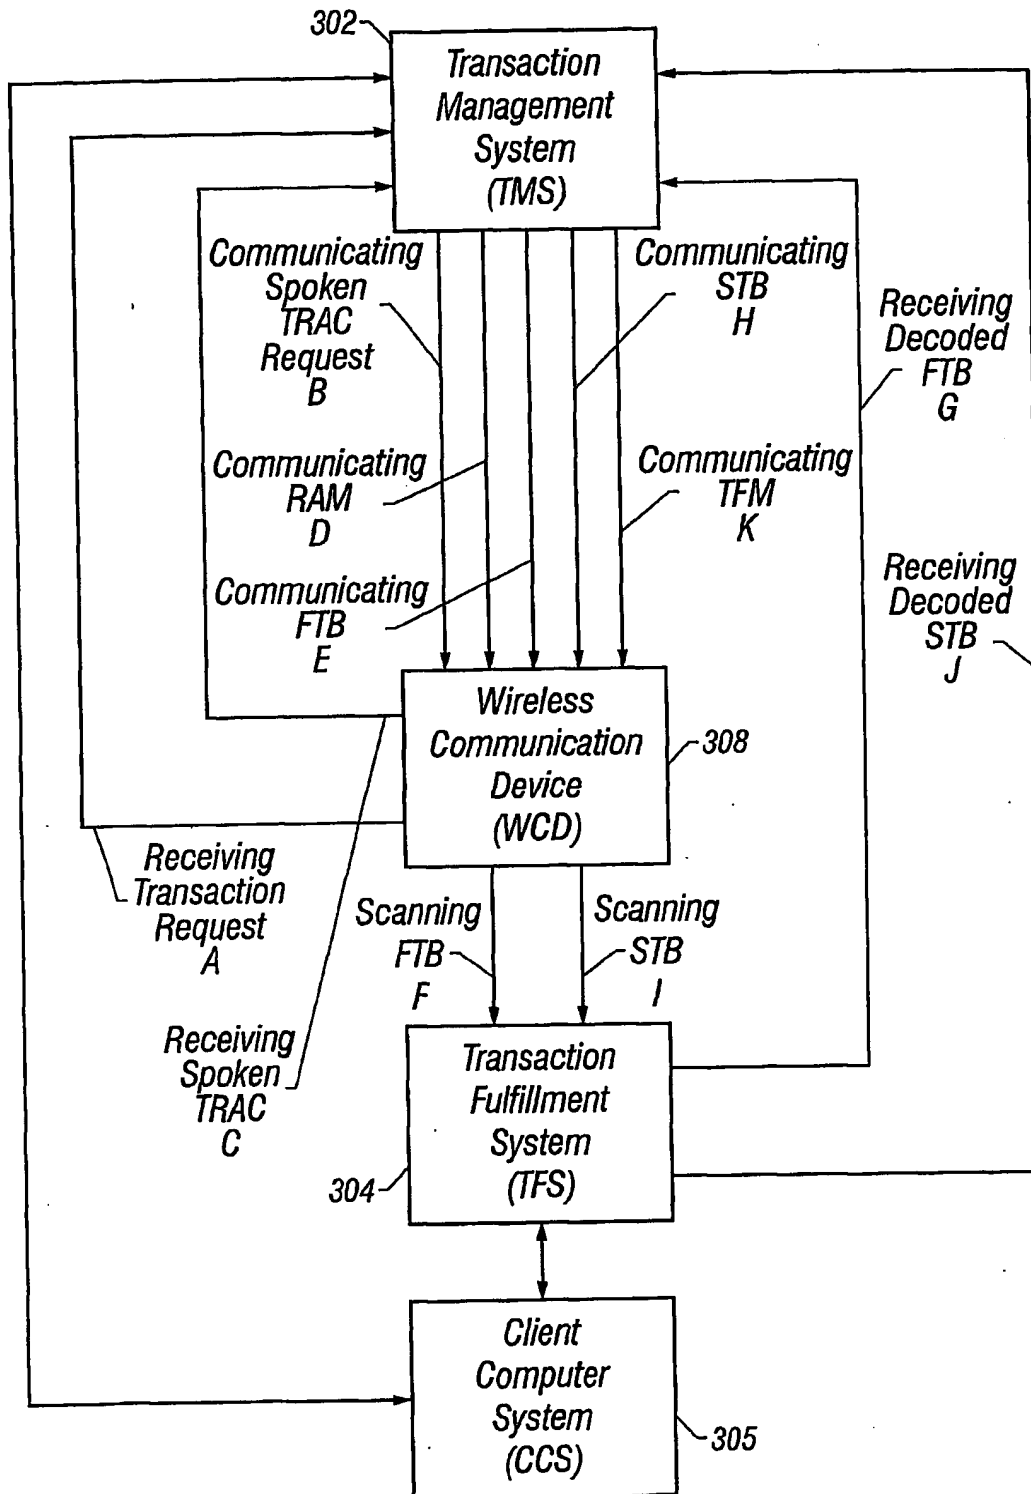 302
Transaction
Management
System
(TMS)
Communicating
Spoken
TRAC
Request
B
Communicating
STB
H
Receiving
Decoded
FTB
G
Communicating
RAM
D
Communicating
TFM
K
Communicating
FTB
E
Receiving
Decoded
STB
J
Wireless
Communication
Device
(WCD)
308
Receiving
Transaction
Request
A
Scanning
FTB
F
Scanning
STB
I
Receiving
Spoken
TRAC
C
Transaction
Fulfillment
System
(TFS)
304
Client
Computer
System
(CCS)
305